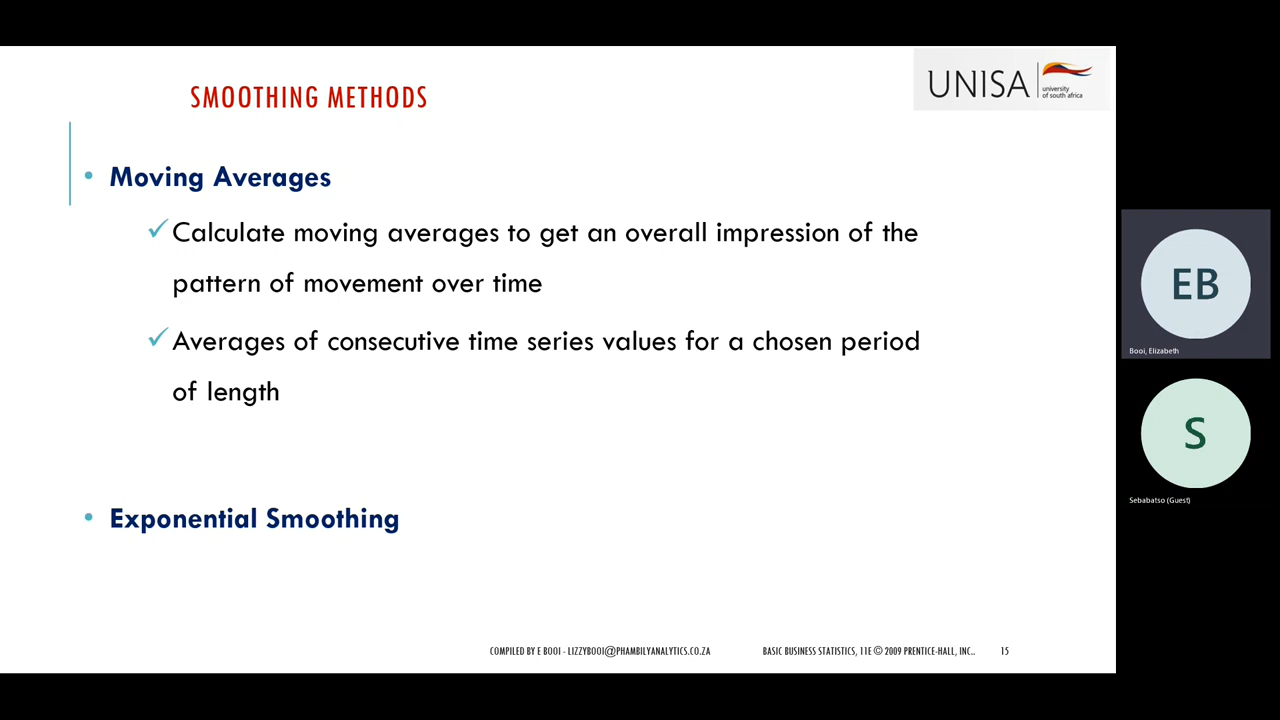 SMOOTHING METHODS
UNISA
university
of south africa
• Moving Averages
✓ Calculate moving averages to get an overall impression of the
pattern of movement over time
✓ Averages of consecutive time series values for a chosen period
of length
• Exponential Smoothing
EB
Booi, Elizabeth
S
Sebabatso (Guest)
COMPILED BY E BOOI - LIZZYBOOI@PHAMBILYANALYTICS.CO.ZA
BASIC BUSINESS STATISTICS, 11E © 2009 PRENTICE-HALL, INC..
15